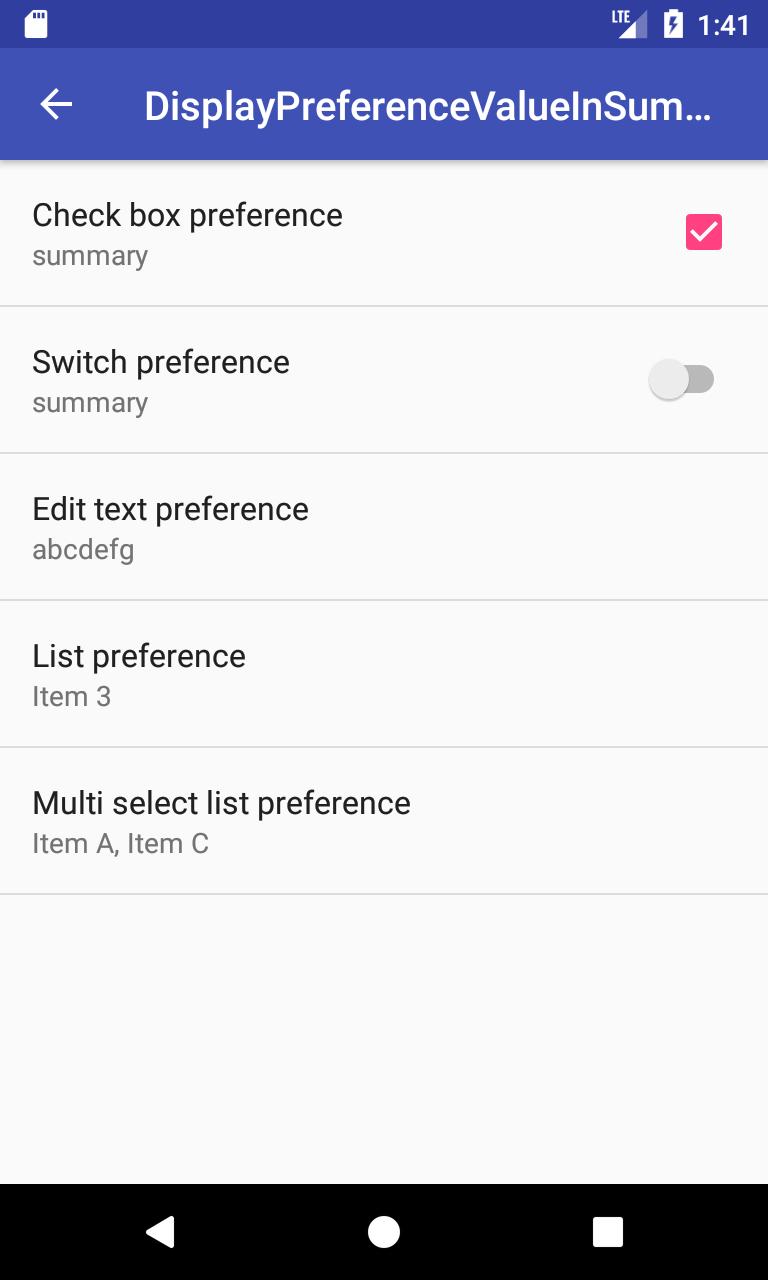 LTE 1:41
DisplayPreferenceValueInSum…
Check box preference
summary
Switch preference
summary
Edit text preference
abcdefg
List preference
Item 3
Multi select list preference
Item A, Item C